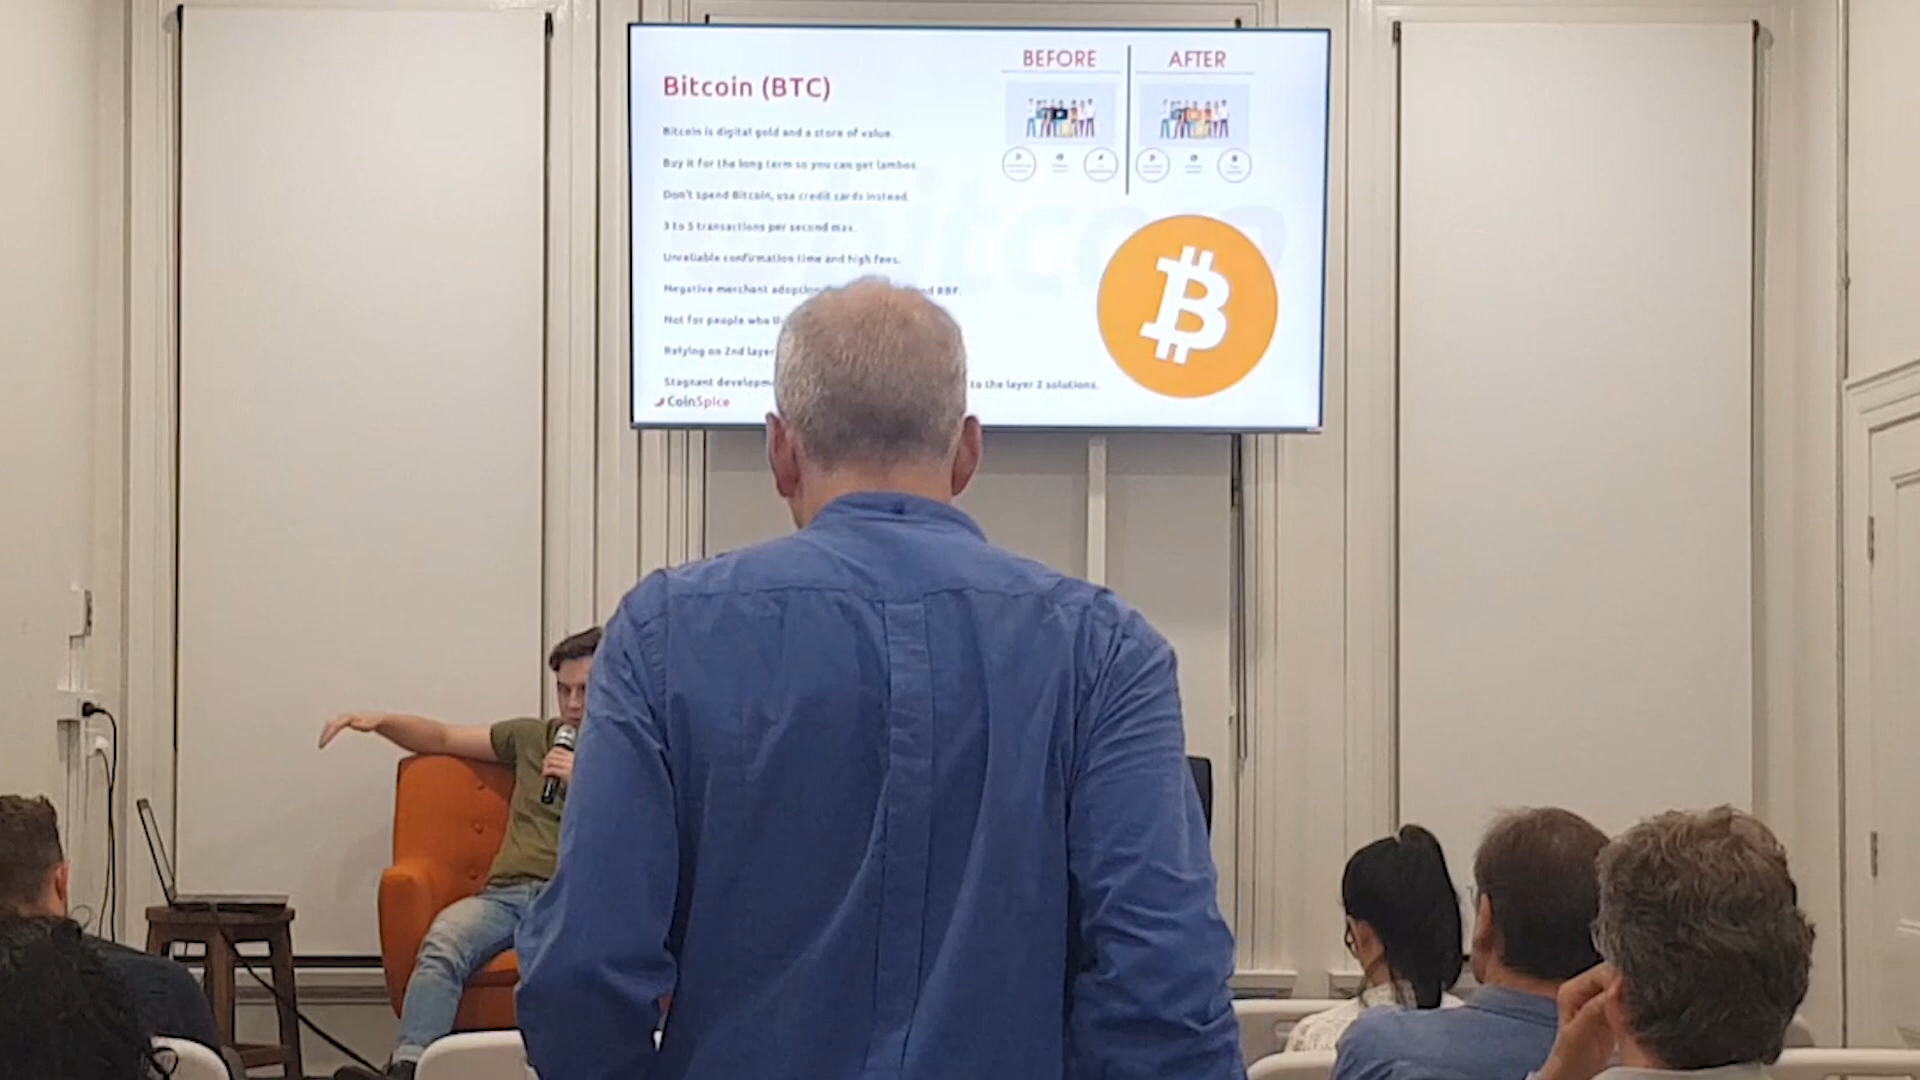 BEFORE
AFTER
Bitcoin (BTC)
Bitcoin is digital gold and a store of value.
Buy it for the long term so you can get lambos.
Don't spend Bitcoin, use credit cards instead.
3 to 5 transactions per second max.
Unreliable confirmation time and high fees.
Negative merchant adoption RBF.
Not for people who
Relying on 2nd layer
Stagnant to the layer 2 solutions.
CoinSpice
bitcoin